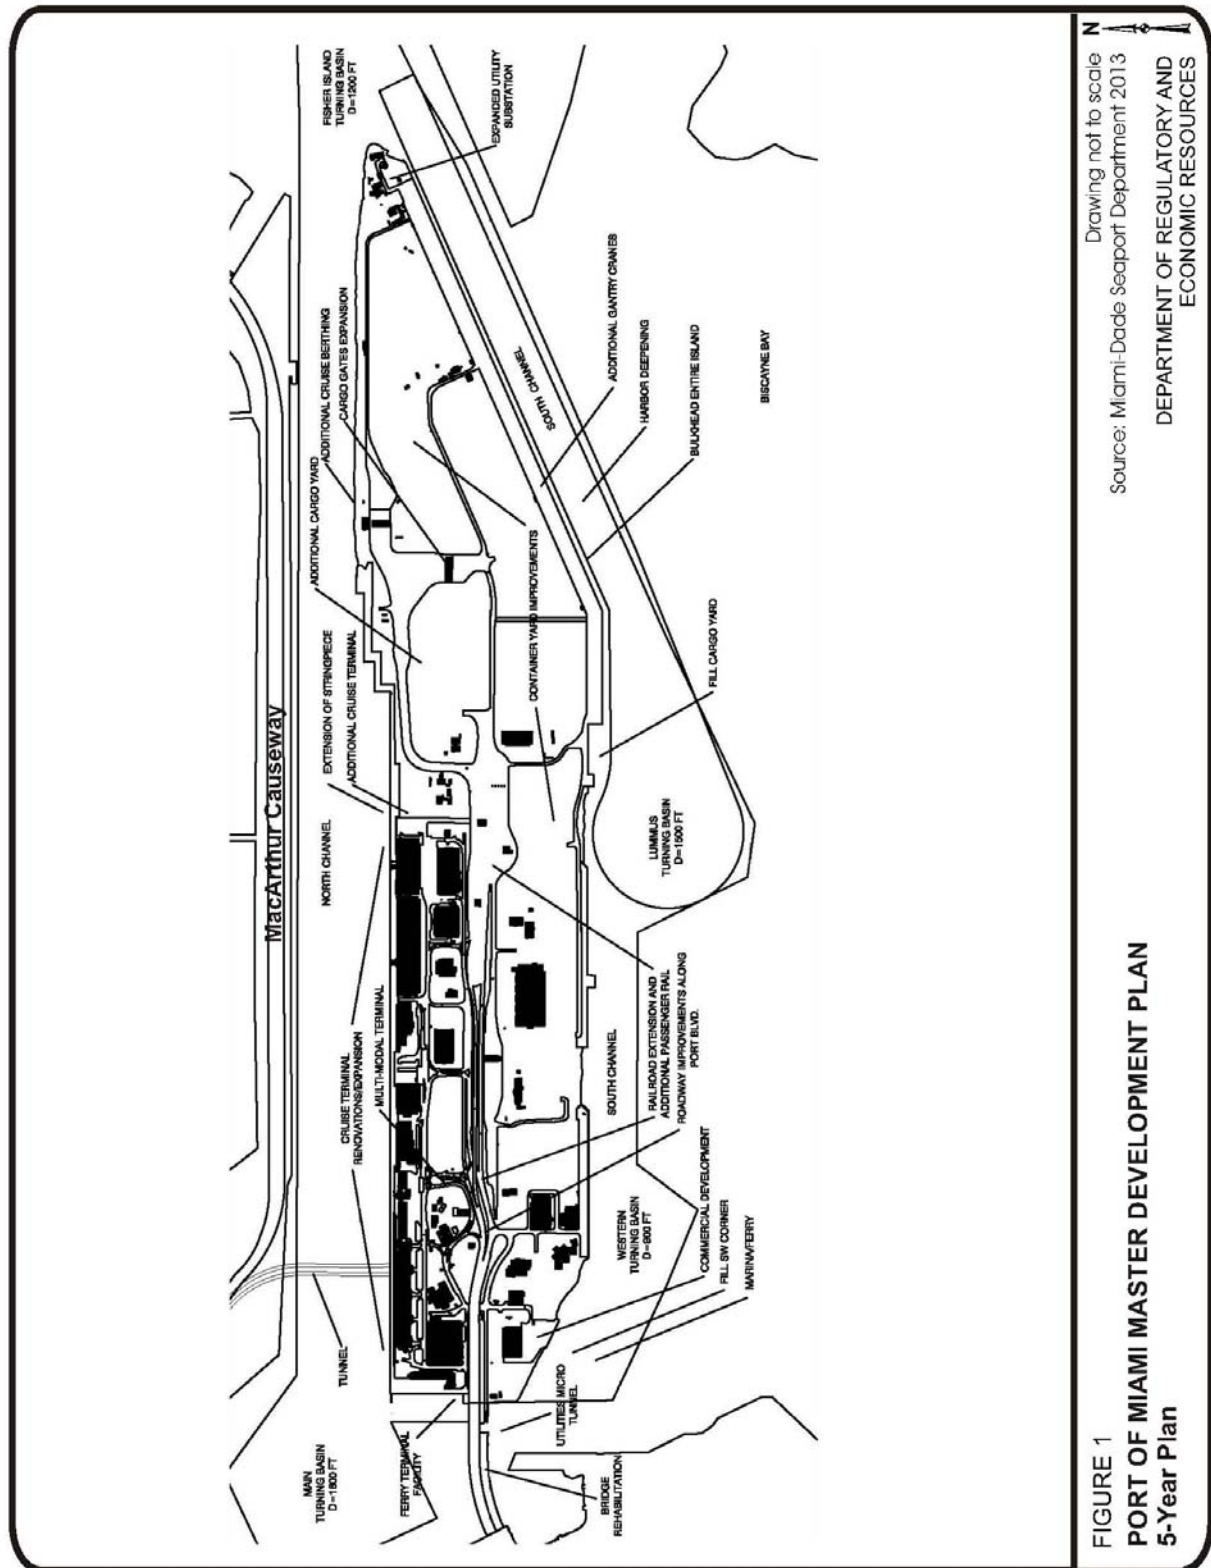 MAIN
TURNING BASIN
D=1800 FT
TUNNEL
MacArthur Causeway
NORTH CHANNEL
FISHER ISLAND
TURNING BASIN
D=1200 FT
FERRY TERMINAL
FACILITY
CRUISE TERMINAL
RENOVATIONS/EXPANSION
MULTI-MODAL TERMINAL
EXTENSION OF STRINGPIECE
ADDITIONAL CRUISE TERMINAL
ADDITIONAL CARGO YARD
ADDITIONAL CRUISE BERTHING
CARGO GATES EXPANSION
EXPANDED UTILITY
SUBSTATION
CONTAINER YARD IMPROVEMENTS
SOUTH CHANNEL
UTILITIES MICRO
TUNNEL
BRIDGE
REHABILITATION
WESTERN
TURNING BASIN
D=900 FT
SOUTH CHANNEL
RAILROAD EXTENSION AND
ADDITIONAL PASSENGER RAIL
ROADWAY IMPROVEMENTS ALONG
PORT BLVD.
COMMERCIAL DEVELOPMENT
FILL SW CORNER
MARINA/FERRY
LUMMUS
TURNING BASIN
D=1500 FT
FILL CARGO YARD
ADDITIONAL GANTRY CRANES
HARBOR DEEPENING
BULKHEAD ENTIRE ISLAND
BISCAYNE BAY
FIGURE 1
PORT OF MIAMI MASTER DEVELOPMENT PLAN
5-Year Plan
N
Drawing not to scale
Source: Miami-Dade Seaport Department 2013
DEPARTMENT OF REGULATORY AND
ECONOMIC RESOURCES